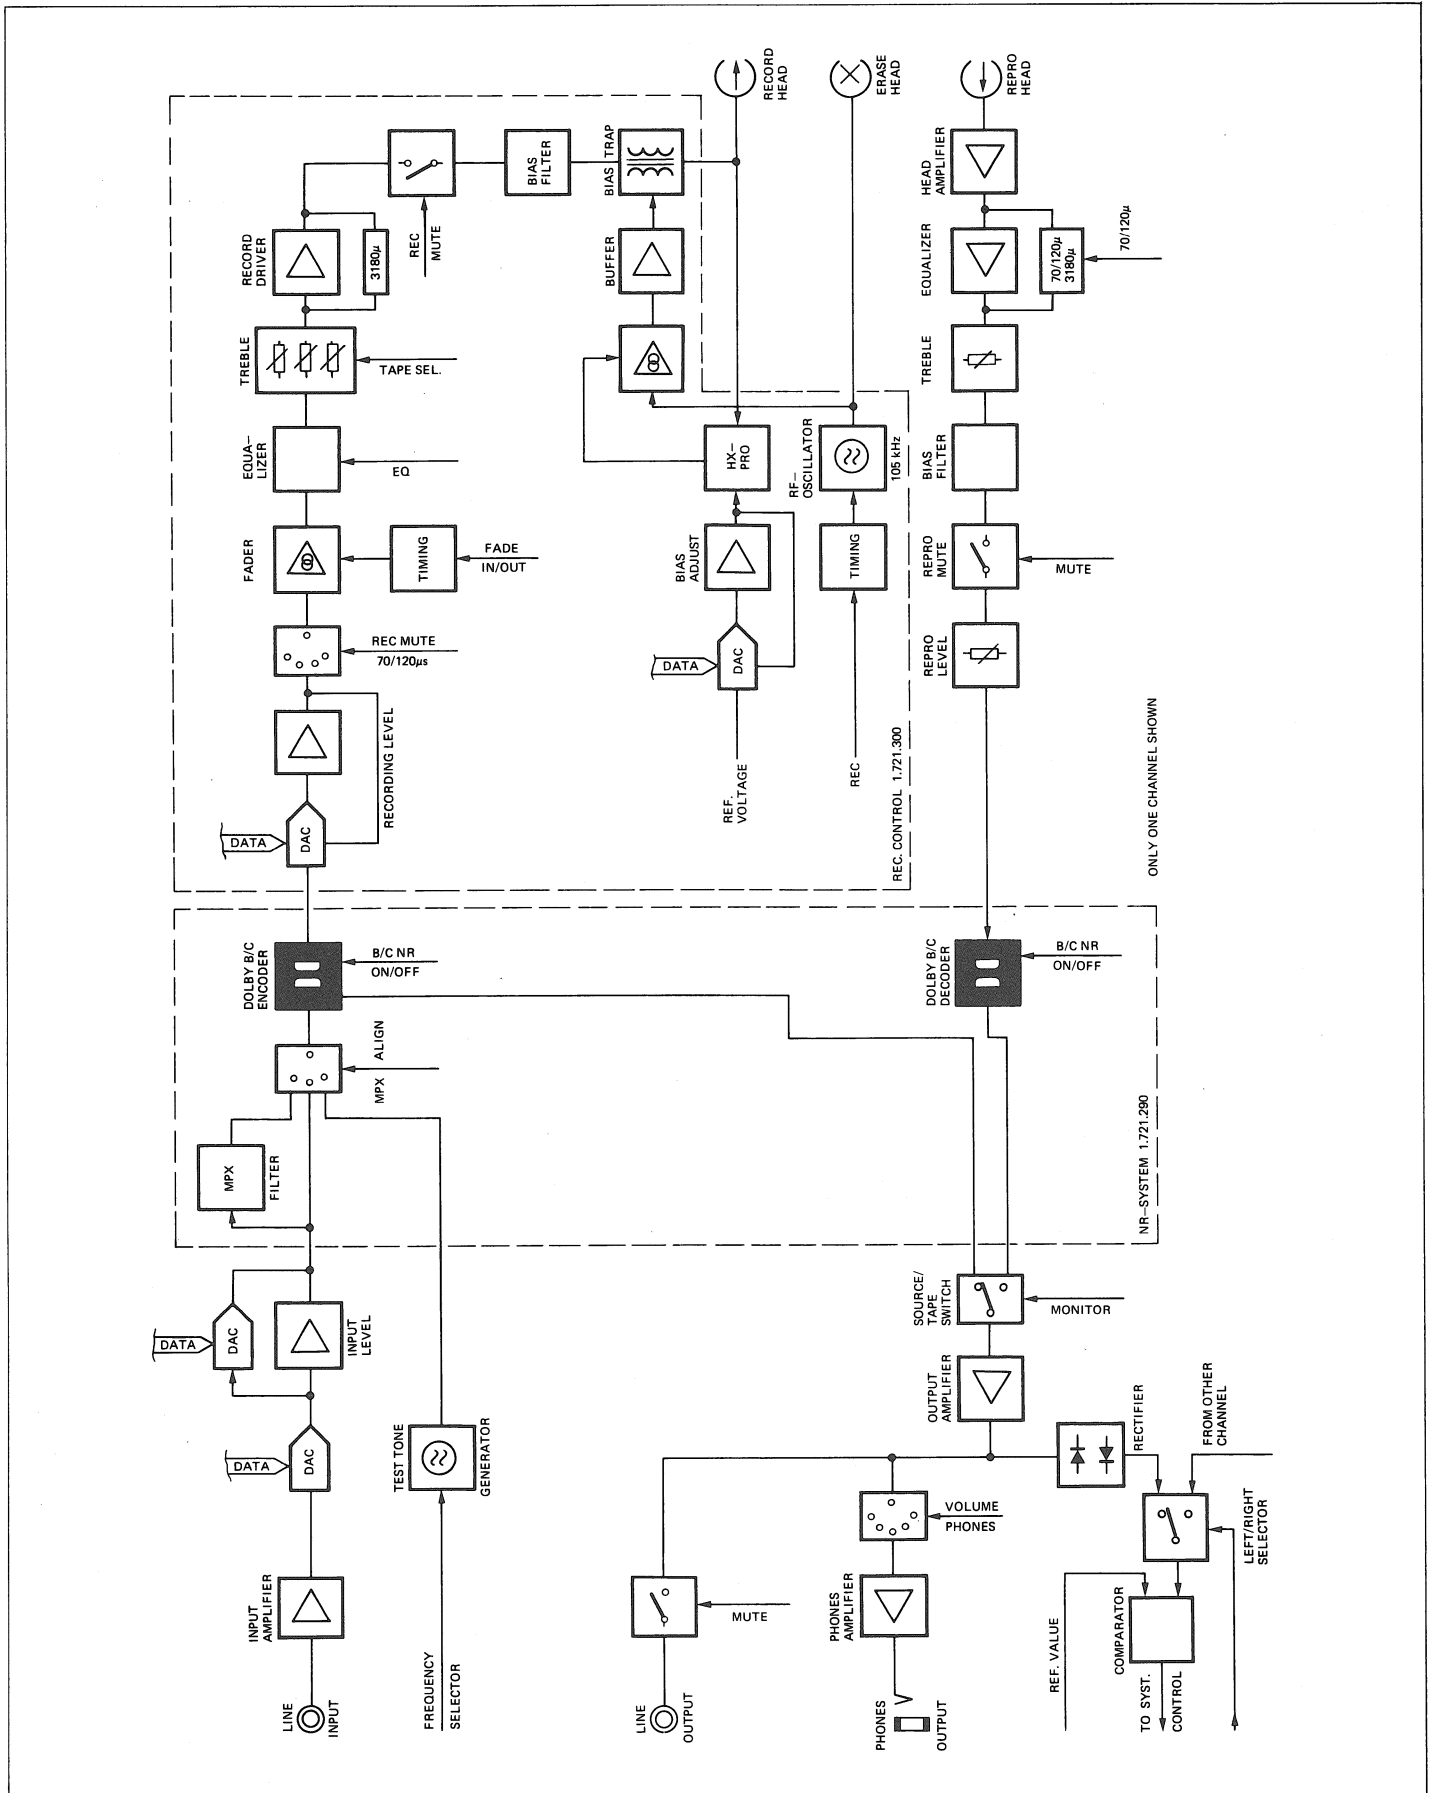 RECORD
HEAD
ERASE
HEAD
REPRO
HEAD
RECORD
DRIVER
3180µ
REC
MUTE
BIAS
FILTER
BIAS TRAP
BUFFER
HEAD
AMPLIFIER
EQUALIZER
70/120µ
3180µ
70/120µ
TREBLE
TAPE SEL.
EQUA–
LIZER
EQ
FADER
TIMING
FADE
IN/OUT
REC MUTE
70/120µs
RECORDING LEVEL
DATA
DAC
HX–
PRO
BIAS
ADJUST
DATA
DAC
REF.
VOLTAGE
RF–
OSCILLATOR
105 kHz
TIMING
REC
REC. CONTROL 1.721.300
TREBLE
BIAS
FILTER
REPRO
MUTE
MUTE
REPRO
LEVEL
ONLY ONE CHANNEL SHOWN
DOLBY B/C
ENCODER
B/C NR
ON/OFF
DOLBY B/C
DECODER
B/C NR
ON/OFF
MPX ALIGN
MPX
FILTER
NR–SYSTEM 1.721.290
DATA
DAC
INPUT
LEVEL
DATA
DAC
TEST TONE
GENERATOR
INPUT
AMPLIFIER
LINE
INPUT
FREQUENCY
SELECTOR
SOURCE/
TAPE
SWITCH
MONITOR
OUTPUT
AMPLIFIER
RECTIFIER
FROM OTHER
CHANNEL
LEFT/RIGHT
SELECTOR
VOLUME
PHONES
PHONES
AMPLIFIER
MUTE
LINE
OUTPUT
PHONES
OUTPUT
REF. VALUE
COMPARATOR
TO SYST.
CONTROL